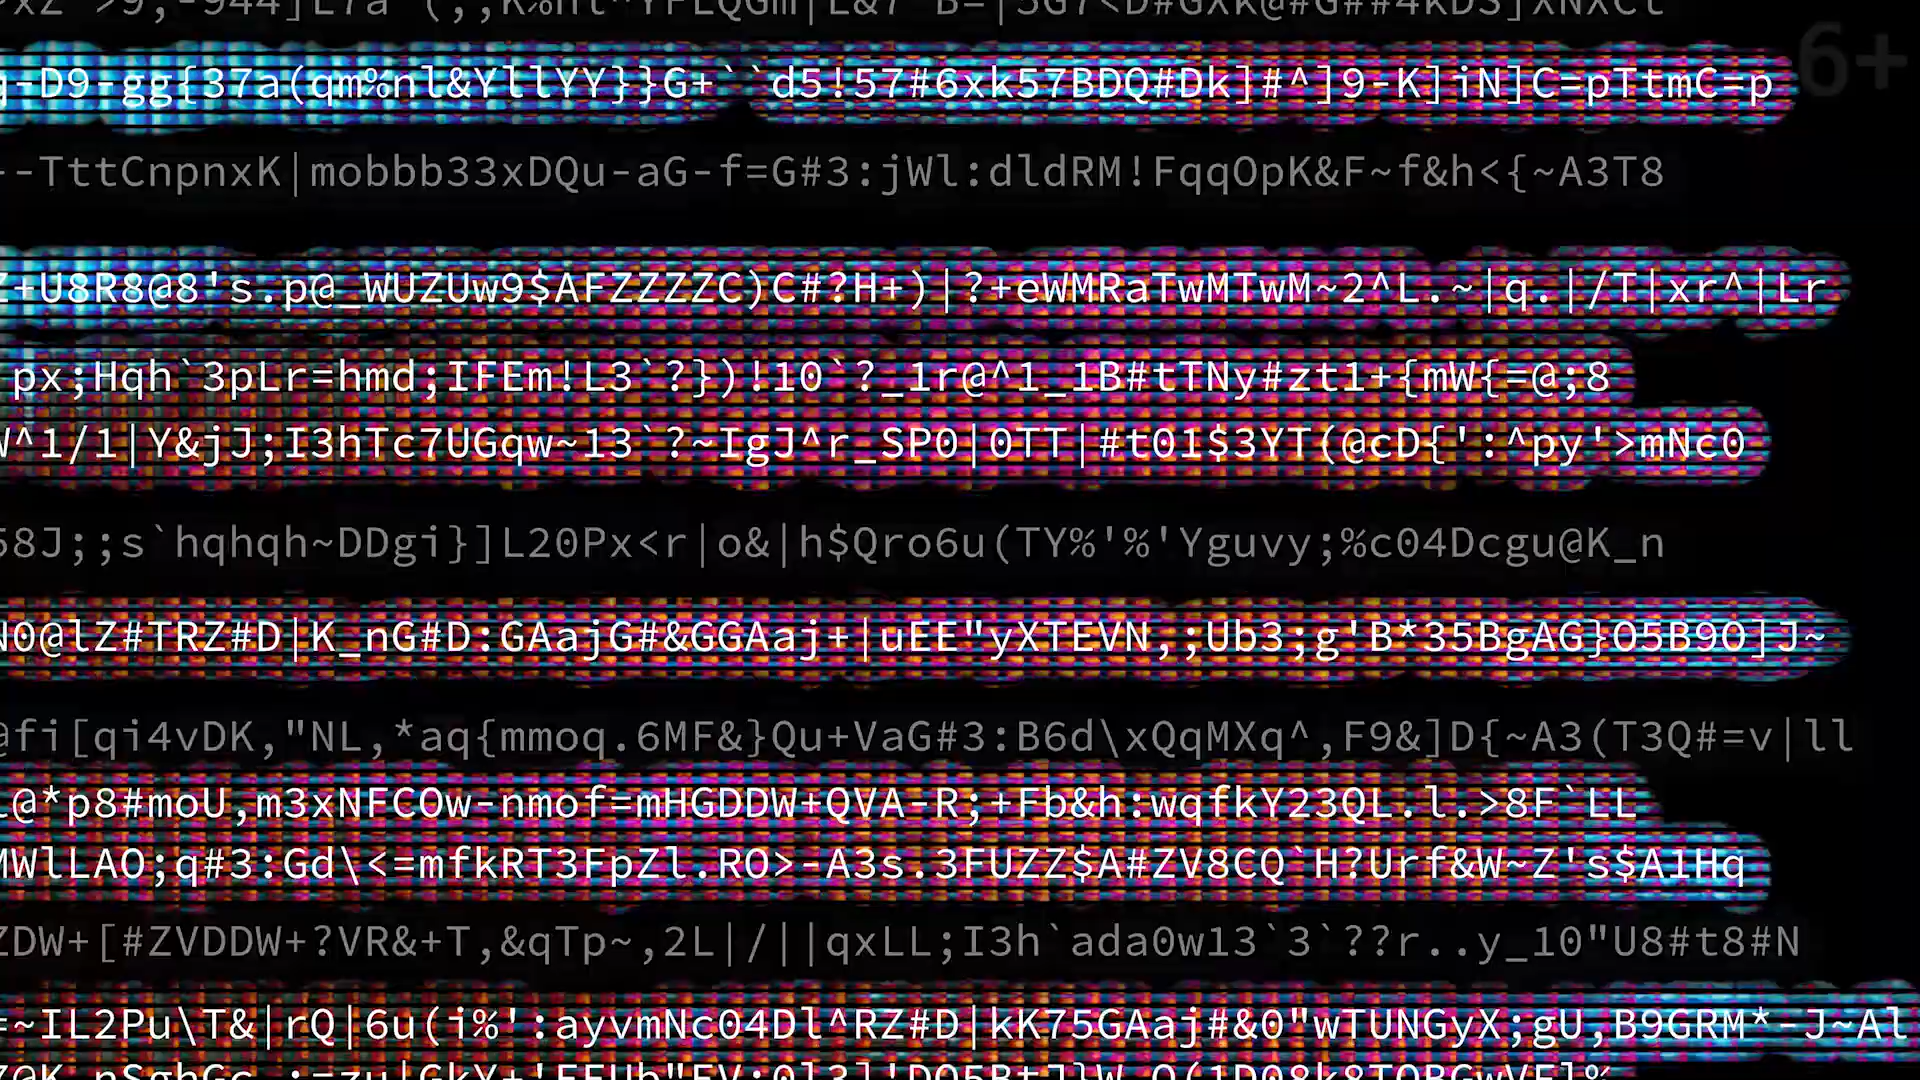 6+
q-D9-gg{37a(qm%nl&YllYY}}G+``d5!57#6xk57BDQ#Dk]#^]9-K]iN]C=pTtmC=p
--TttCnpnxK|mobbb33xDQu-aG-f=G#3:jWl:dldRM!FqqOpK&F~f&h<{~A3T8
Z+U8R8@8's.p@_WUZUw9$AFZZZZC)C#?H+)|?+eWMRaTwMTwM~2^L.~|q.|/T|xr^|Lr
px;Hqh`3pLr=hmd;IFEm!L3`?})!10`?_1r@^1_1B#tTNy#zt1+{mW{=@;8
W^1/1|Y&jJ;I3hTc7UGqw~13`?~IgJ^r_SP0|0TT|#t01$3YT(@cD{':^py'>mNc0
58J;;s`hqhqh~DDgi}]L20Px<r|o&|h$Qro6u(TY%'%'Yguvy;%c04Dcgu@K_n
N0@lZ#TRZ#D|K_nG#D:GAajG#&GGAaj+|uEE"yXTEVN,;Ub3;g'B*35BgAG}O5B9O]J~
@fi[qi4vDK,"NL,*aq{mmoq.6MF&}Qu+VaG#3:B6d\xQqMXq^,F9&]D{~A3(T3Q#=v|ll
@*p8#moU,m3xNFCOw-nmof=mHGDDW+QVA-R;+Fb&h:wqfkY23QL.l.>8F`LL
MWlLAO;q#3:Gd\<=mfkRT3FpZl.RO>-A3s.3FUZZ$A#ZV8CQ`H?Urf&W~Z's$A1Hq
ZDW+[#ZVDDW+?VR&+T,&qTp~,2L|/||qxLL;I3h`ada0w13`3`??r..y_10"U8#t8#N
=~IL2Pu\T&|rQ|6u(i%':ayvmNc04Dl^RZ#D|kK75GAaj#&0"wTUNGyX;gU,B9GRM*-J~Al